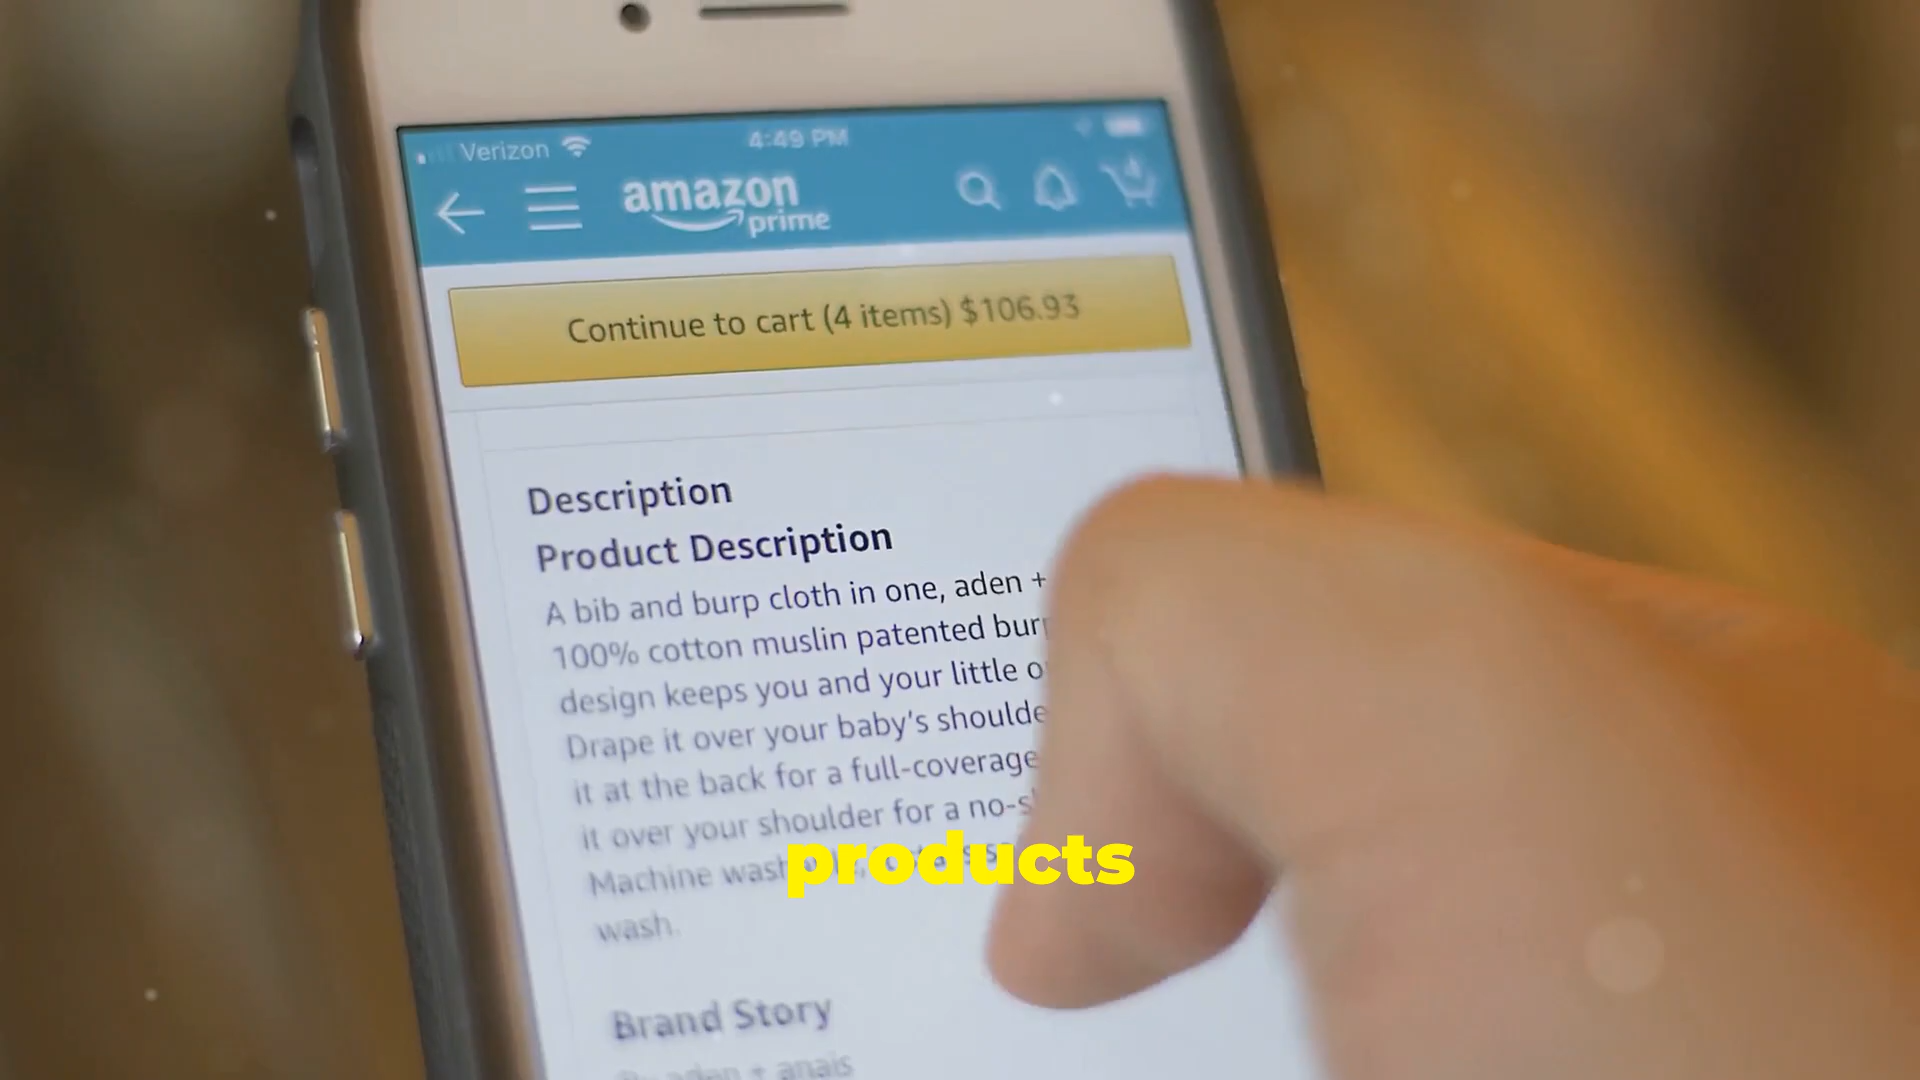 Verizon
4:49 PM
amazon
prime
4
Continue to cart (4 items) $106.93
Description
Product Description
A bib and burp cloth in one, aden +
100% cotton muslin patented bur
design keeps you and your little o
Drape it over your baby's shoulde
it at the back for a full-coverage
it over your shoulder for a no-s
Machine wash
wash.
products
Brand Story
By aden + anais